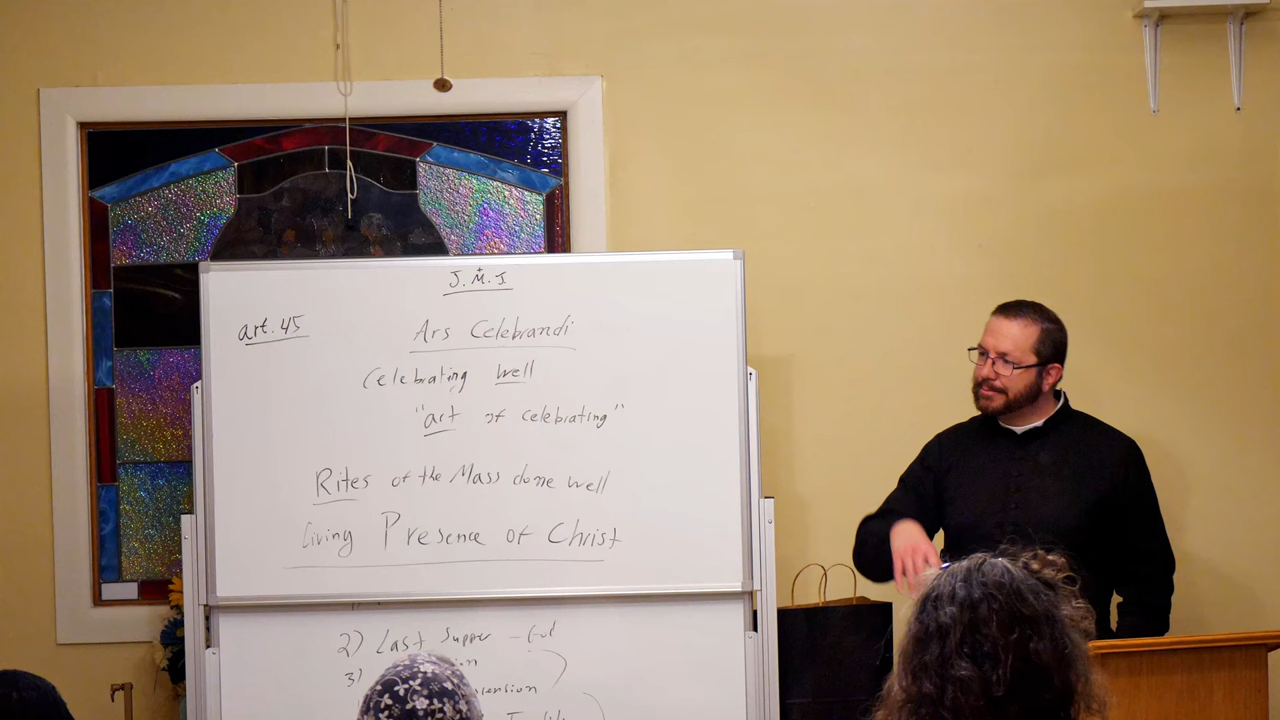 J.M.J.
art. 45
Ars Celebrandi
Celebrating well
"art of celebrating"
Rites of the Mass done well
Living Presence of Christ
2) Last Supper -
3)